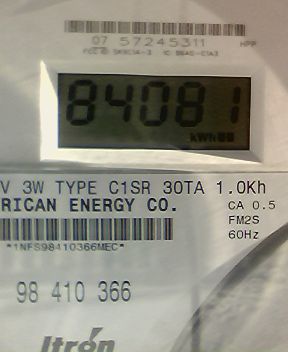 07 57245311 HPP
84081
kWh
V 3W TYPE C1SR 30TA 1.0Kh
RICAN ENERGY CO. CA 0.5
FM2S
*1NFS98410366MEC* 60Hz
98 410 366
Itrón